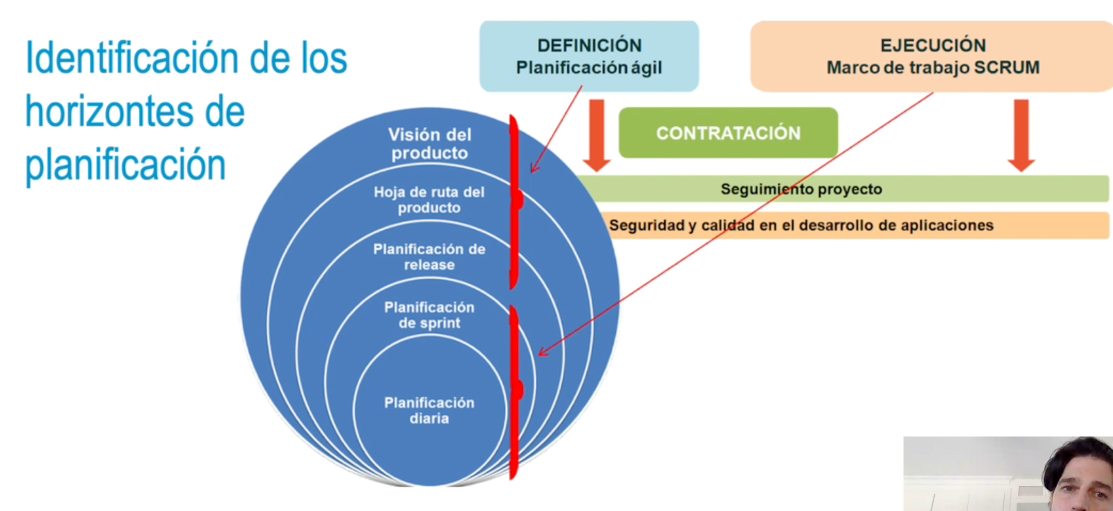 Identificación de los
horizontes de
planificación
DEFINICIÓN
Planificación ágil
EJECUCIÓN
Marco de trabajo SCRUM
CONTRATACIÓN
Seguimiento proyecto
Seguridad y calidad en el desarrollo de aplicaciones
Visión del
producto
Hoja de ruta del
producto
Planificación de
release
Planificación
de sprint
Planificación
diaria